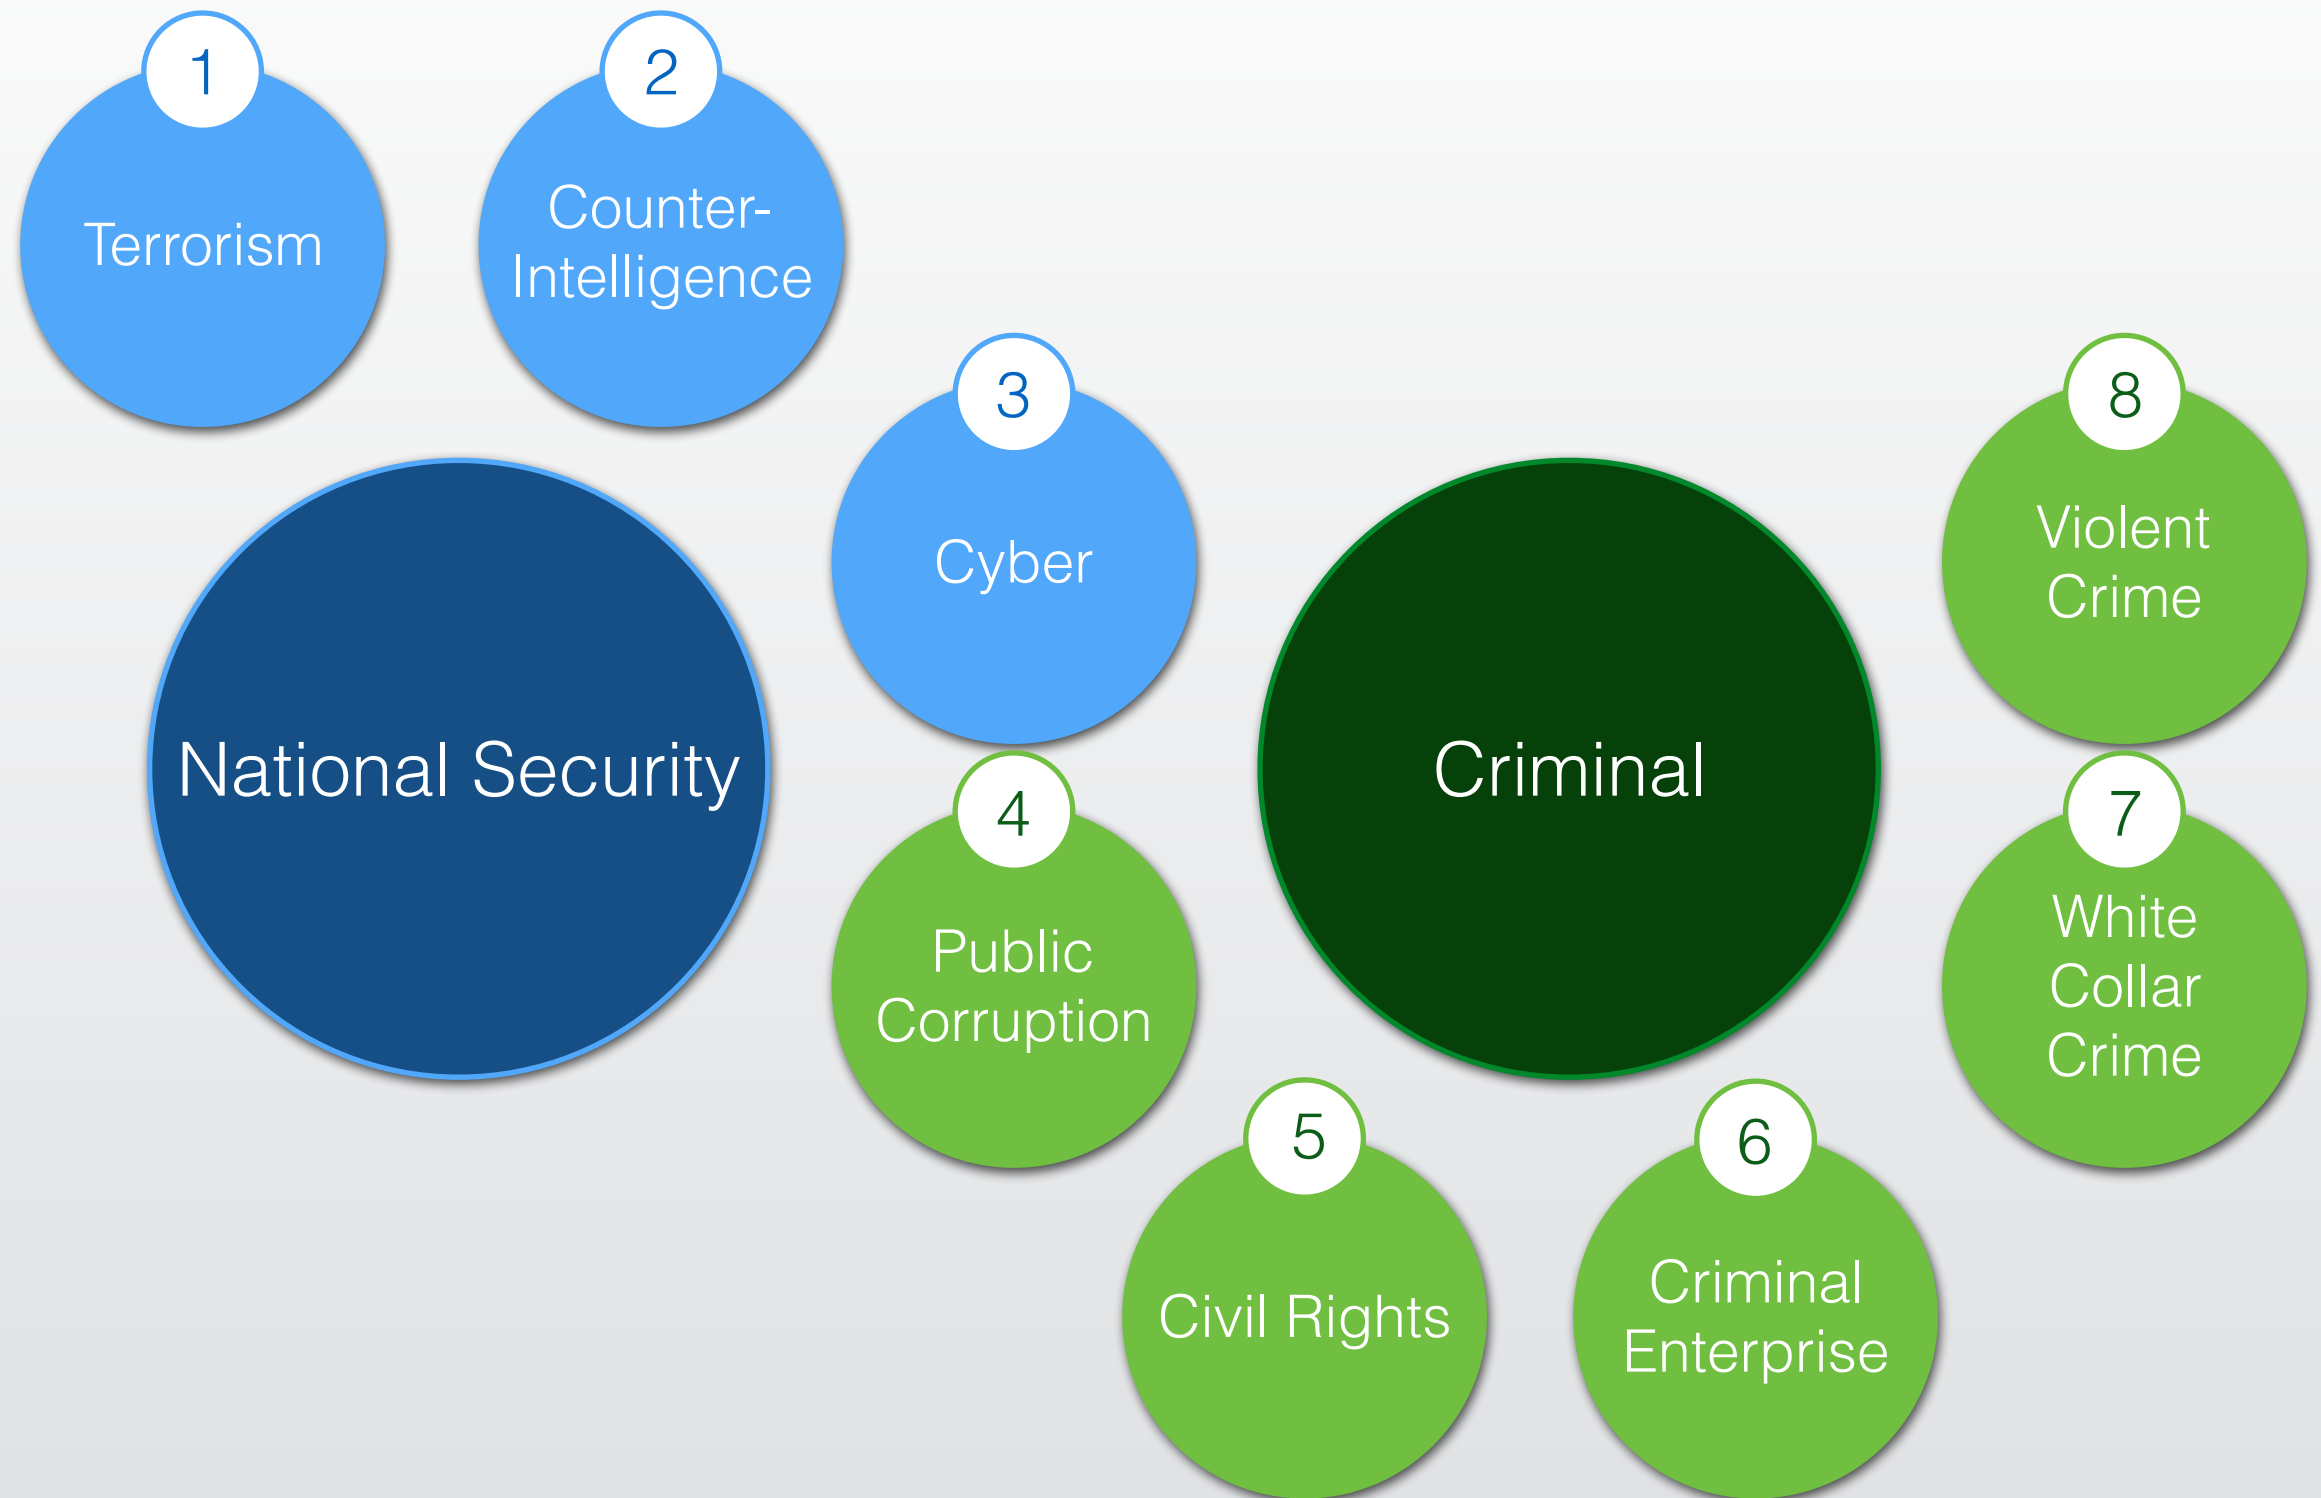 1
Terrorism
2
Counter-
Intelligence
3
Cyber
National Security
4
Public
Corruption
Criminal
5
Civil Rights
6
Criminal
Enterprise
7
White
Collar
Crime
8
Violent
Crime